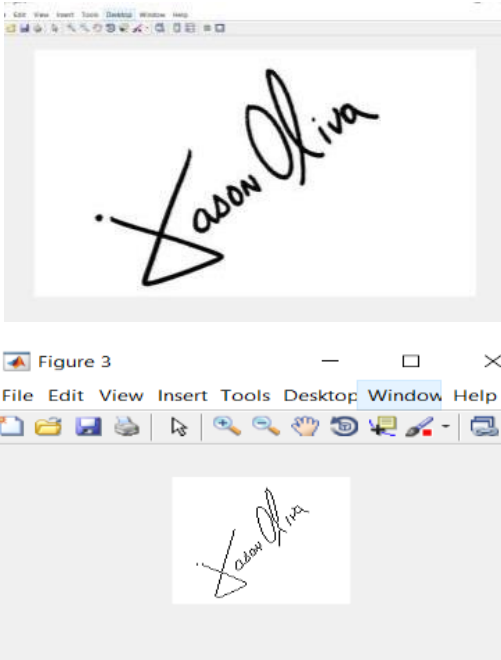 Edit View Insert Tools Desktop Window Help
Jason Oliva
Figure 3
File Edit View Insert Tools Desktop Window Help
Jason Oliva